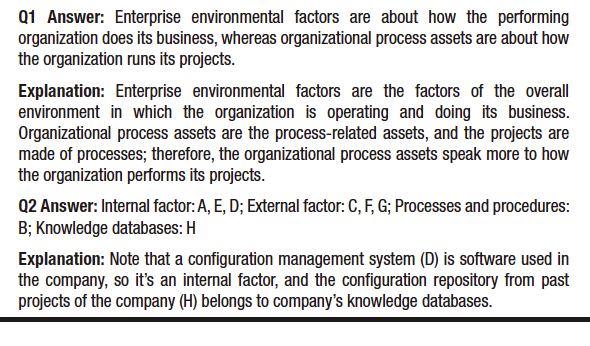 Q1 Answer: Enterprise environmental factors are about how the performing
organization does its business, whereas organizational process assets are about how
the organization runs its projects.
Explanation: Enterprise environmental factors are the factors of the overall
environment in which the organization is operating and doing its business.
Organizational process assets are the process-related assets, and the projects are
made of processes; therefore, the organizational process assets speak more to how
the organization performs its projects.
Q2 Answer: Internal factor: A, E, D; External factor: C, F, G; Processes and procedures:
B; Knowledge databases: H
Explanation: Note that a configuration management system (D) is software used in
the company, so it's an internal factor, and the configuration repository from past
projects of the company (H) belongs to company's knowledge databases.